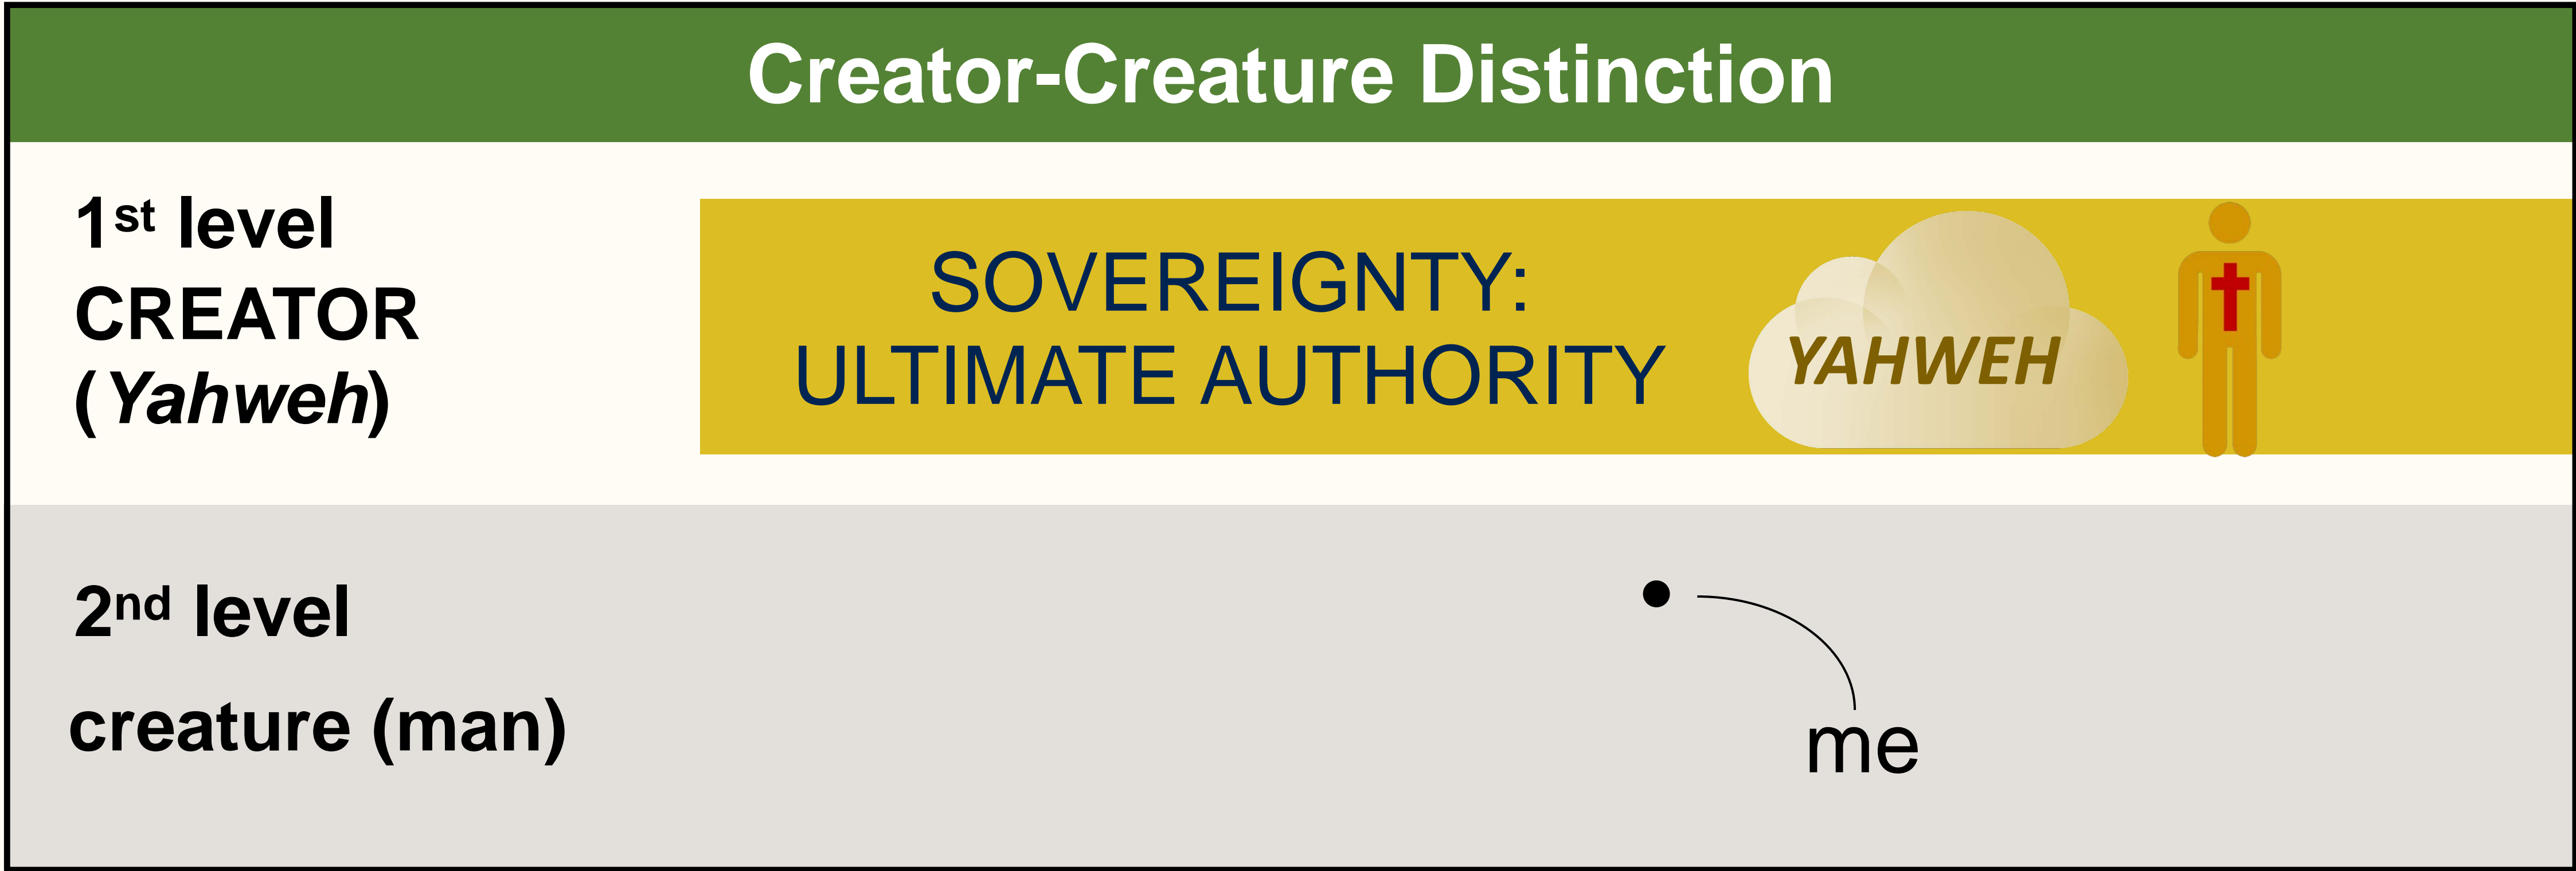 Creator-Creature Distinction
1st level
CREATOR
(Yahweh)
SOVEREIGNTY:
ULTIMATE AUTHORITY
YAHWEH
2nd level
creature (man)
me